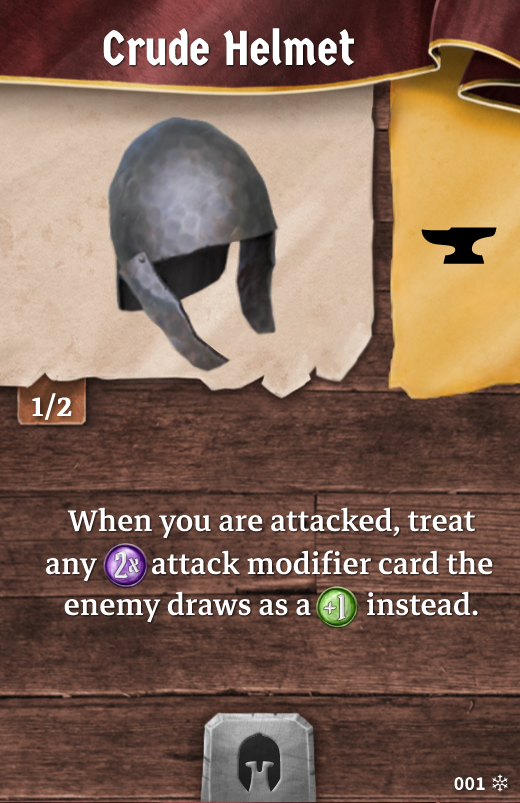 Crude Helmet
1/2
When you are attacked, treat
any 2x attack modifier card the
enemy draws as a +1 instead.
001